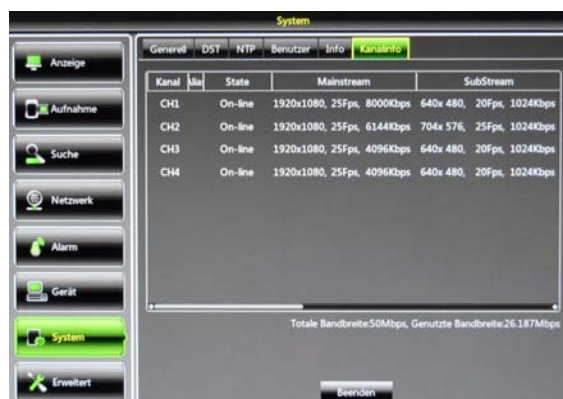 System
Anzeige
Aufnahme
Suche
Netzwerk
Alarm
Gerät
System
Erweitert
Generell DST NTP Benutzer Info Kanalinfo
Kanal Alia State Mainstream SubStream
CH1 On-line 1920x1080, 25Fps, 8000Kbps 640x 480, 20Fps, 1024Kbps
CH2 On-line 1920x1080, 25Fps, 6144Kbps 704x 576, 25Fps, 1024Kbps
CH3 On-line 1920x1080, 25Fps, 4096Kbps 640x 480, 20Fps, 1024Kbps
CH4 On-line 1920x1080, 25Fps, 4096Kbps 640x 480, 20Fps, 1024Kbps
Totale Bandbreite:50Mbps, Genutzte Bandbreite:26.187Mbps
Beenden